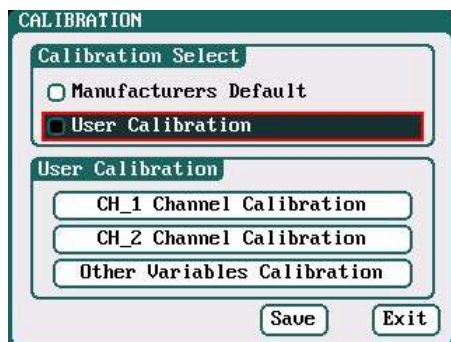 CALIBRATION
Calibration Select
Manufacturers Default
User Calibration
User Calibration
CH_1 Channel Calibration
CH_2 Channel Calibration
Other Variables Calibration
Save Exit